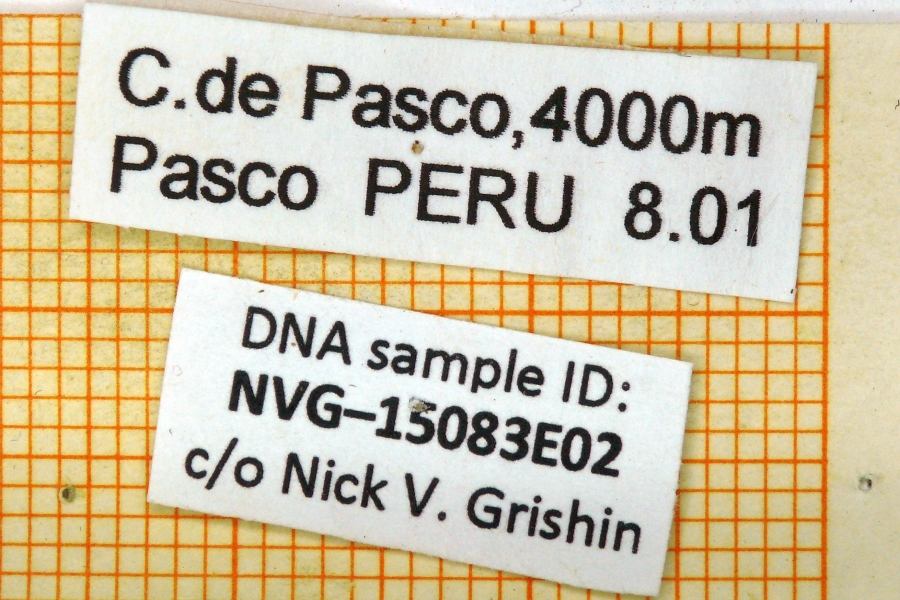 C.de Pasco,4000m
Pasco PERU 8.01
DNA sample ID:
NVG–15083E02
c/o Nick V. Grishin